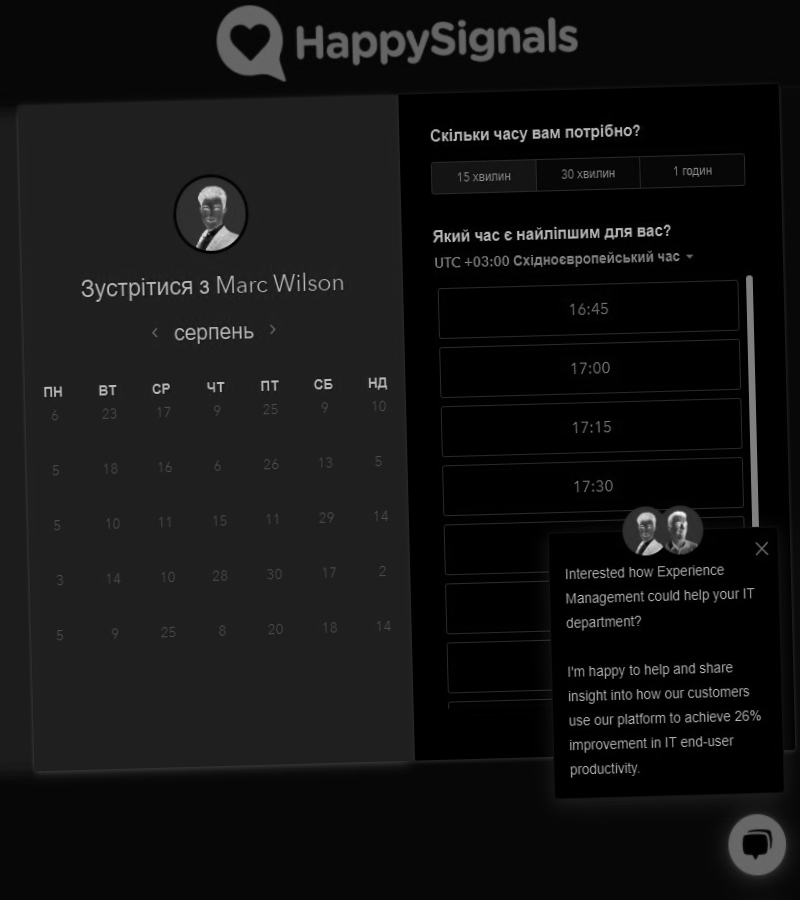 HappySignals
Зустрітися з Marc Wilson
серпень
ПН ВТ СР ЧТ ПТ СБ НД
6 23 17 9 25 9 10
5 18 16 6 26 13 5
5 10 11 15 11 29 14
3 14 10 28 30 17 2
5 9 25 8 20 18 14
Скільки часу вам потрібно?
15 хвилин 30 хвилин 1 годин
Який час є найліпшим для вас?
UTC +03:00 Східноєвропейський час
16:45
17:00
17:15
17:30
Interested how Experience
Management could help your IT
department?
I'm happy to help and share
insight into how our customers
use our platform to achieve 26%
improvement in IT end-user
productivity.